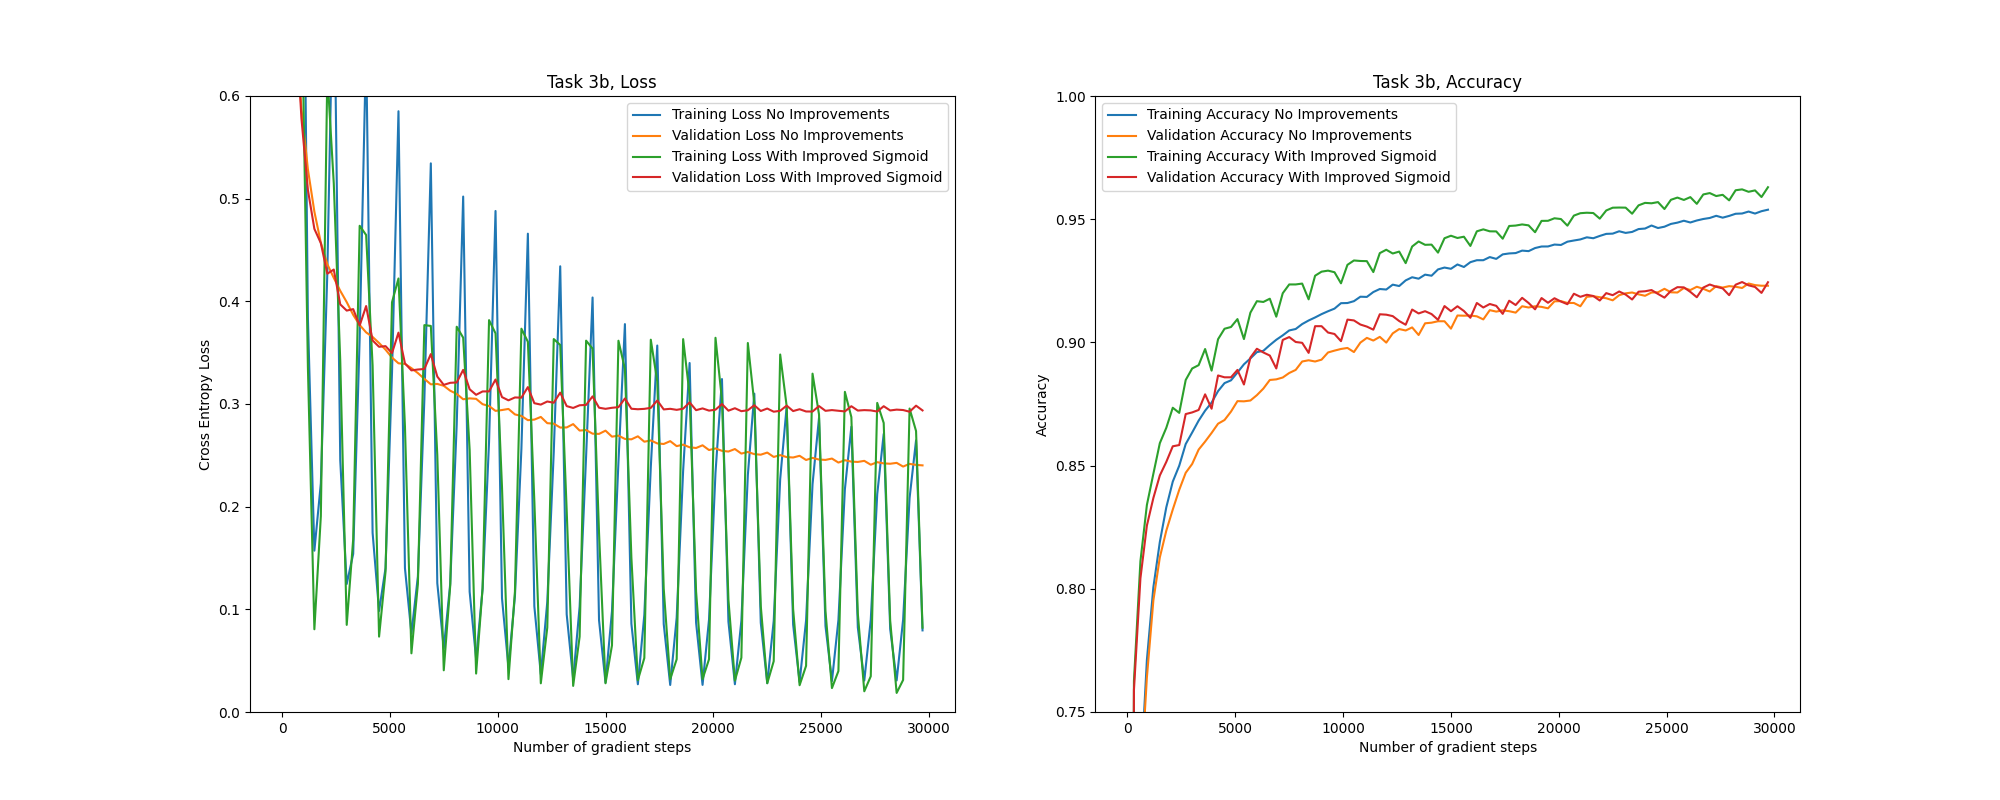 Task 3b, Loss
Cross Entropy Loss
0.6
0.5
0.4
0.3
0.2
0.1
0.0
Training Loss No Improvements
Validation Loss No Improvements
Training Loss With Improved Sigmoid
Validation Loss With Improved Sigmoid
0 5000 10000 15000 20000 25000 30000
Number of gradient steps
Task 3b, Accuracy
Accuracy
1.00
0.95
0.90
0.85
0.80
0.75
Training Accuracy No Improvements
Validation Accuracy No Improvements
Training Accuracy With Improved Sigmoid
Validation Accuracy With Improved Sigmoid
0 5000 10000 15000 20000 25000 30000
Number of gradient steps